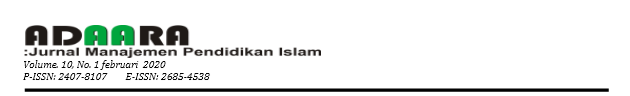 ADAARA
:Jurnal Manajemen Pendidikan Islam
Volume. 10, No. 1 februari 2020
P-ISSN: 2407-8107 E-ISSN: 2685-4538